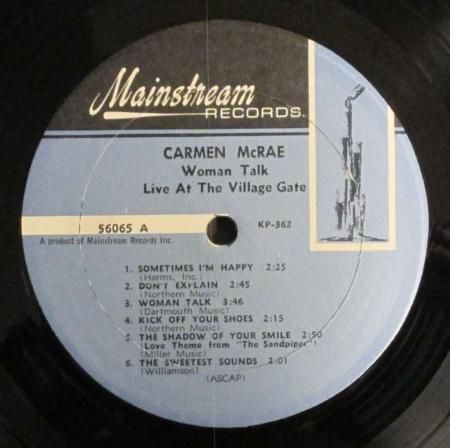 Mainstream
RECORDS.
CARMEN McRAE
Woman Talk
Live At The Village Gate
56065 A
KP-362
A product of Mainstream Records Inc.
1. SOMETIMES I'M HAPPY 2:25
(Harms, Inc.)
2. DON'T EXPLAIN 2:45
(Northern Music)
3. WOMAN TALK 3:46
(Dartmouth Music)
4. KICK OFF YOUR SHOES 2:15
(Northern Music)
5. THE SHADOW OF YOUR SMILE 2:50
(Love Theme from "The Sandpiper")
(Miller Music)
6. THE SWEETEST SOUNDS 2:01
(Williamson)
(ASCAP)